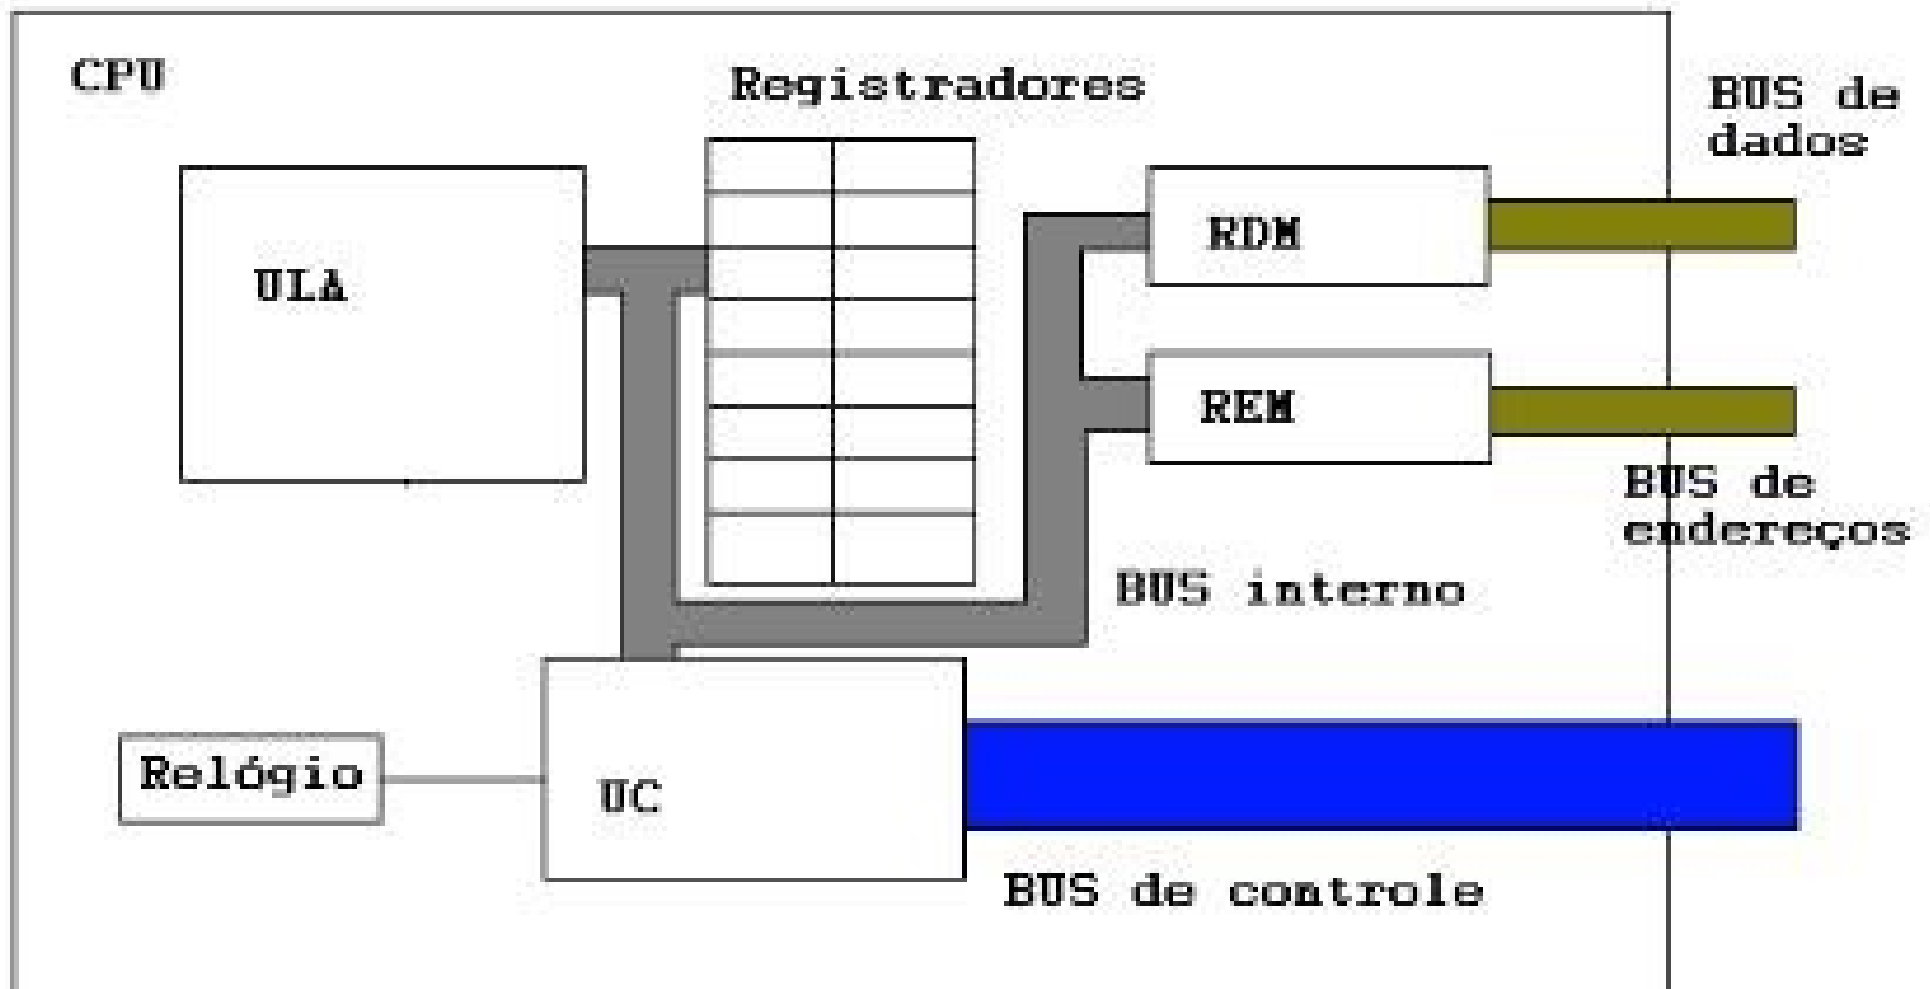 CPU
Registradores
BUS de
dados
ULA
RDM
REM
BUS de
endereços
BUS interno
Relógio
UC
BUS de controle